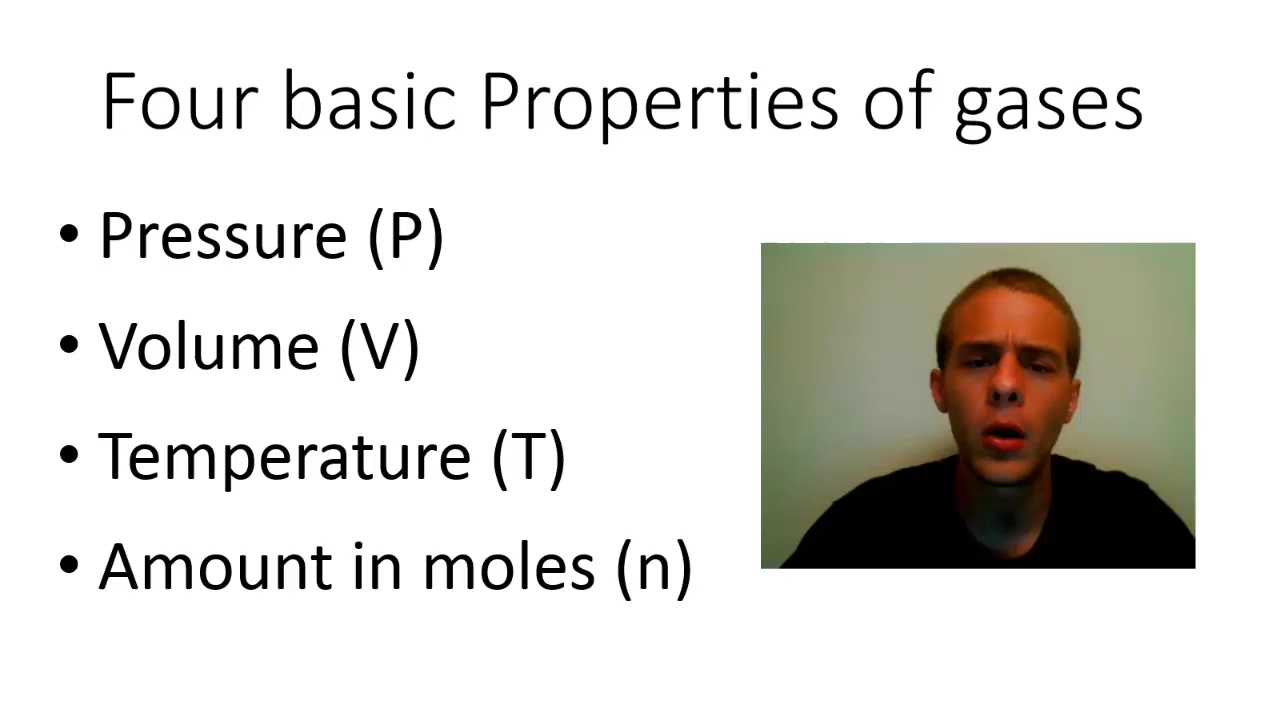 Four basic Properties of gases
• Pressure (P)
• Volume (V)
• Temperature (T)
• Amount in moles (n)